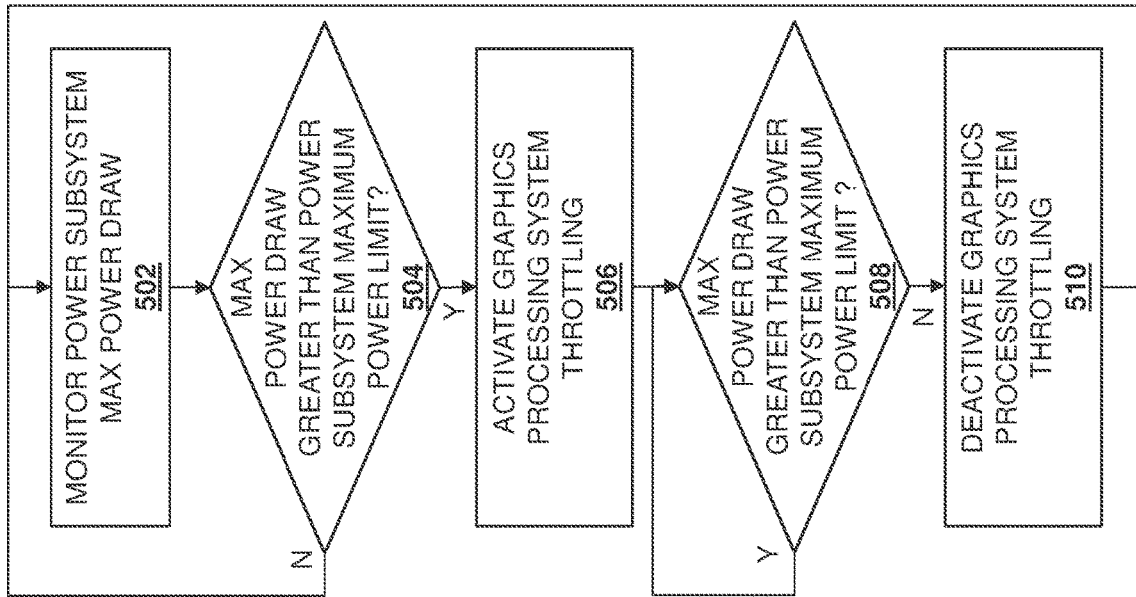 MONITOR POWER SUBSYSTEM
MAX POWER DRAW
502
MAX
POWER DRAW
GREATER THAN POWER
SUBSYSTEM MAXIMUM
POWER LIMIT?
504
N
Y
ACTIVATE GRAPHICS
PROCESSING SYSTEM
THROTTLING
506
MAX
POWER DRAW
GREATER THAN POWER
SUBSYSTEM MAXIMUM
POWER LIMIT ?
508
Y
N
DEACTIVATE GRAPHICS
PROCESSING SYSTEM
THROTTLING
510